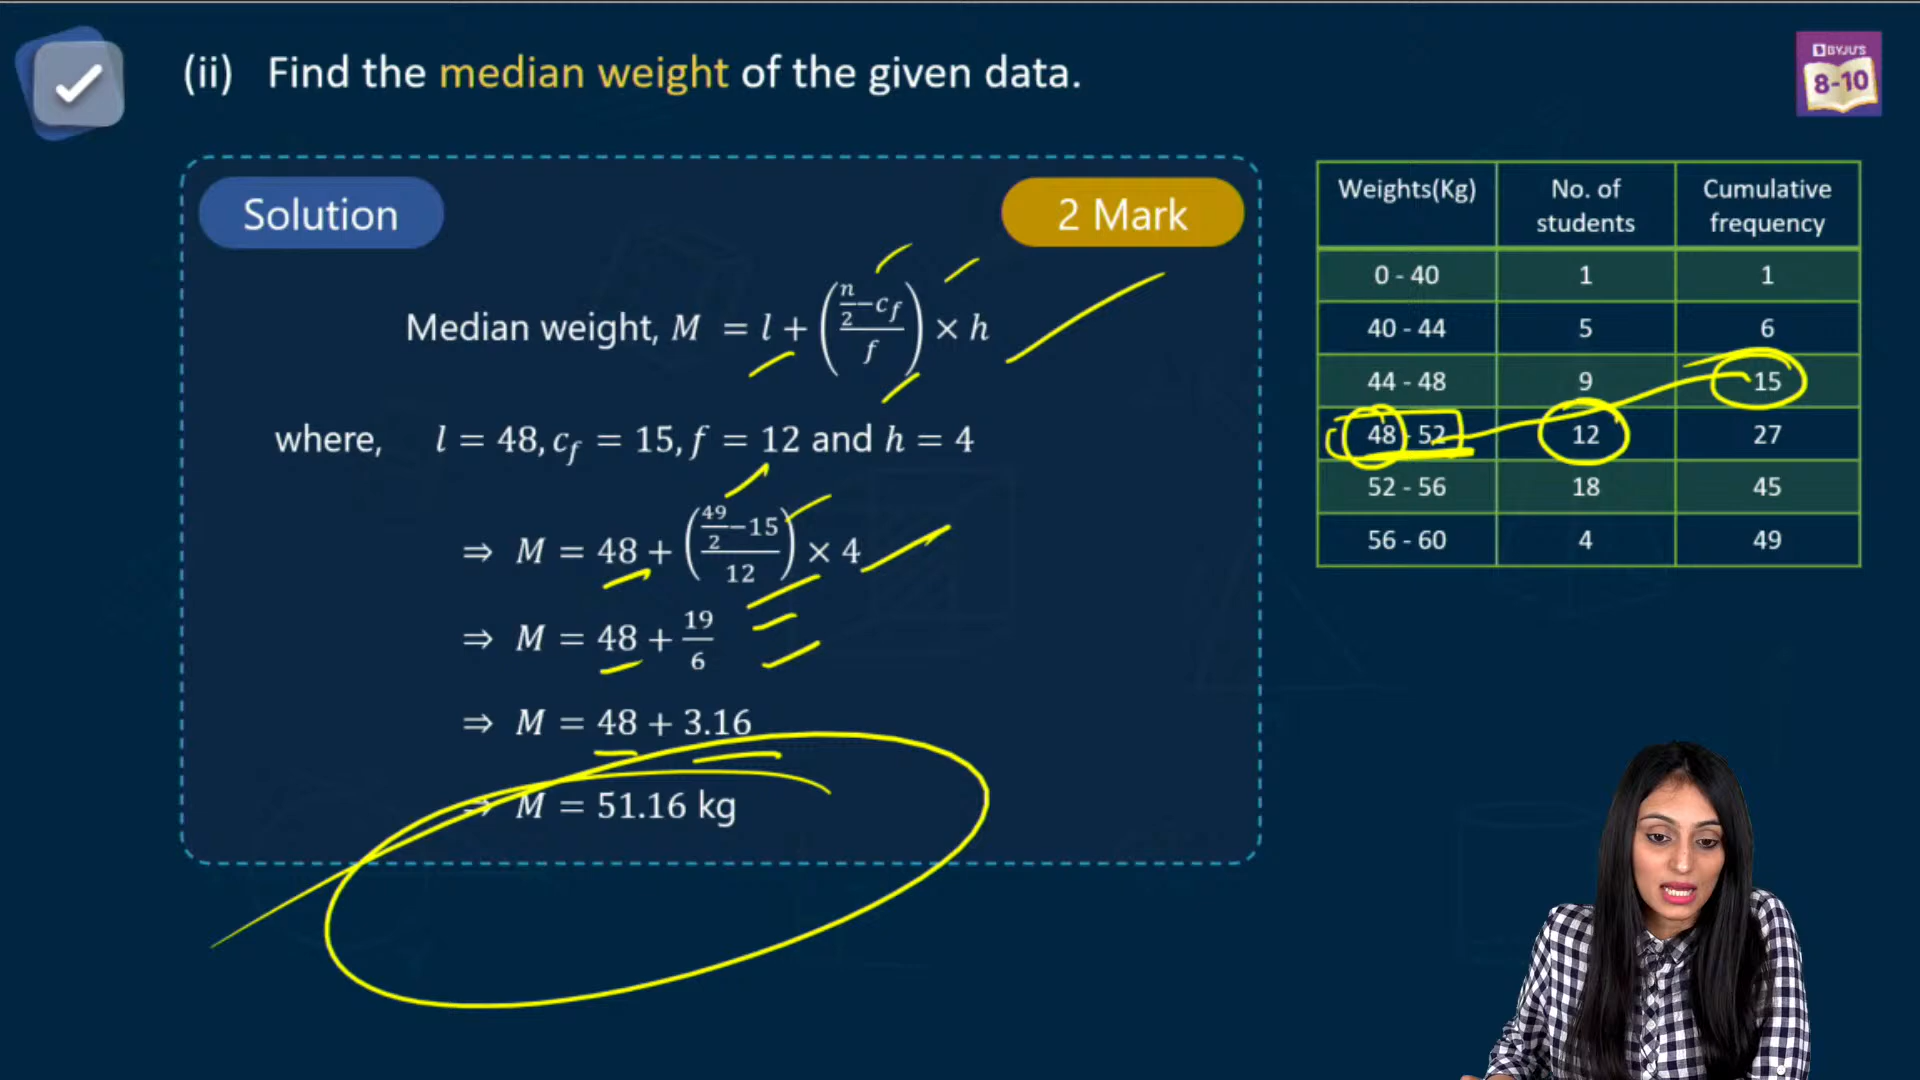 (ii) Find the median weight of the given data.
BYJU'S
8-10
Solution
2 Mark
Median weight, M = l + ((n/2 − c_f)/f) × h
where, l = 48, c_f = 15, f = 12 and h = 4
⇒ M = 48 + ((49/2 − 15)/12) × 4
⇒ M = 48 + 19/6
⇒ M = 48 + 3.16
⇒ M = 51.16 kg
Weights(Kg) No. of students Cumulative frequency
0 - 40 1 1
40 - 44 5 6
44 - 48 9 15
48 - 52 12 27
52 - 56 18 45
56 - 60 4 49